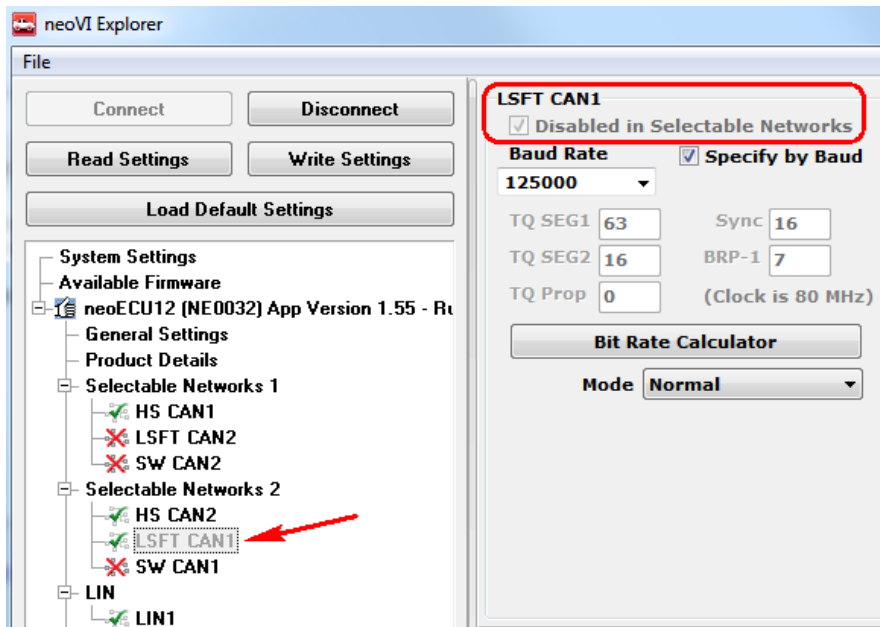 neoVI Explorer
File
Connect
Disconnect
Read Settings
Write Settings
Load Default Settings
System Settings
Available Firmware
neoECU12 (NE0032) App Version 1.55 - Ru
General Settings
Product Details
Selectable Networks 1
HS CAN1
LSFT CAN2
SW CAN2
Selectable Networks 2
HS CAN2
LSFT CAN1
SW CAN1
LIN
LIN1
LSFT CAN1
Disabled in Selectable Networks
Baud Rate
Specify by Baud
125000
TQ SEG1 63 Sync 16
TQ SEG2 16 BRP-1 7
TQ Prop 0 (Clock is 80 MHz)
Bit Rate Calculator
Mode Normal